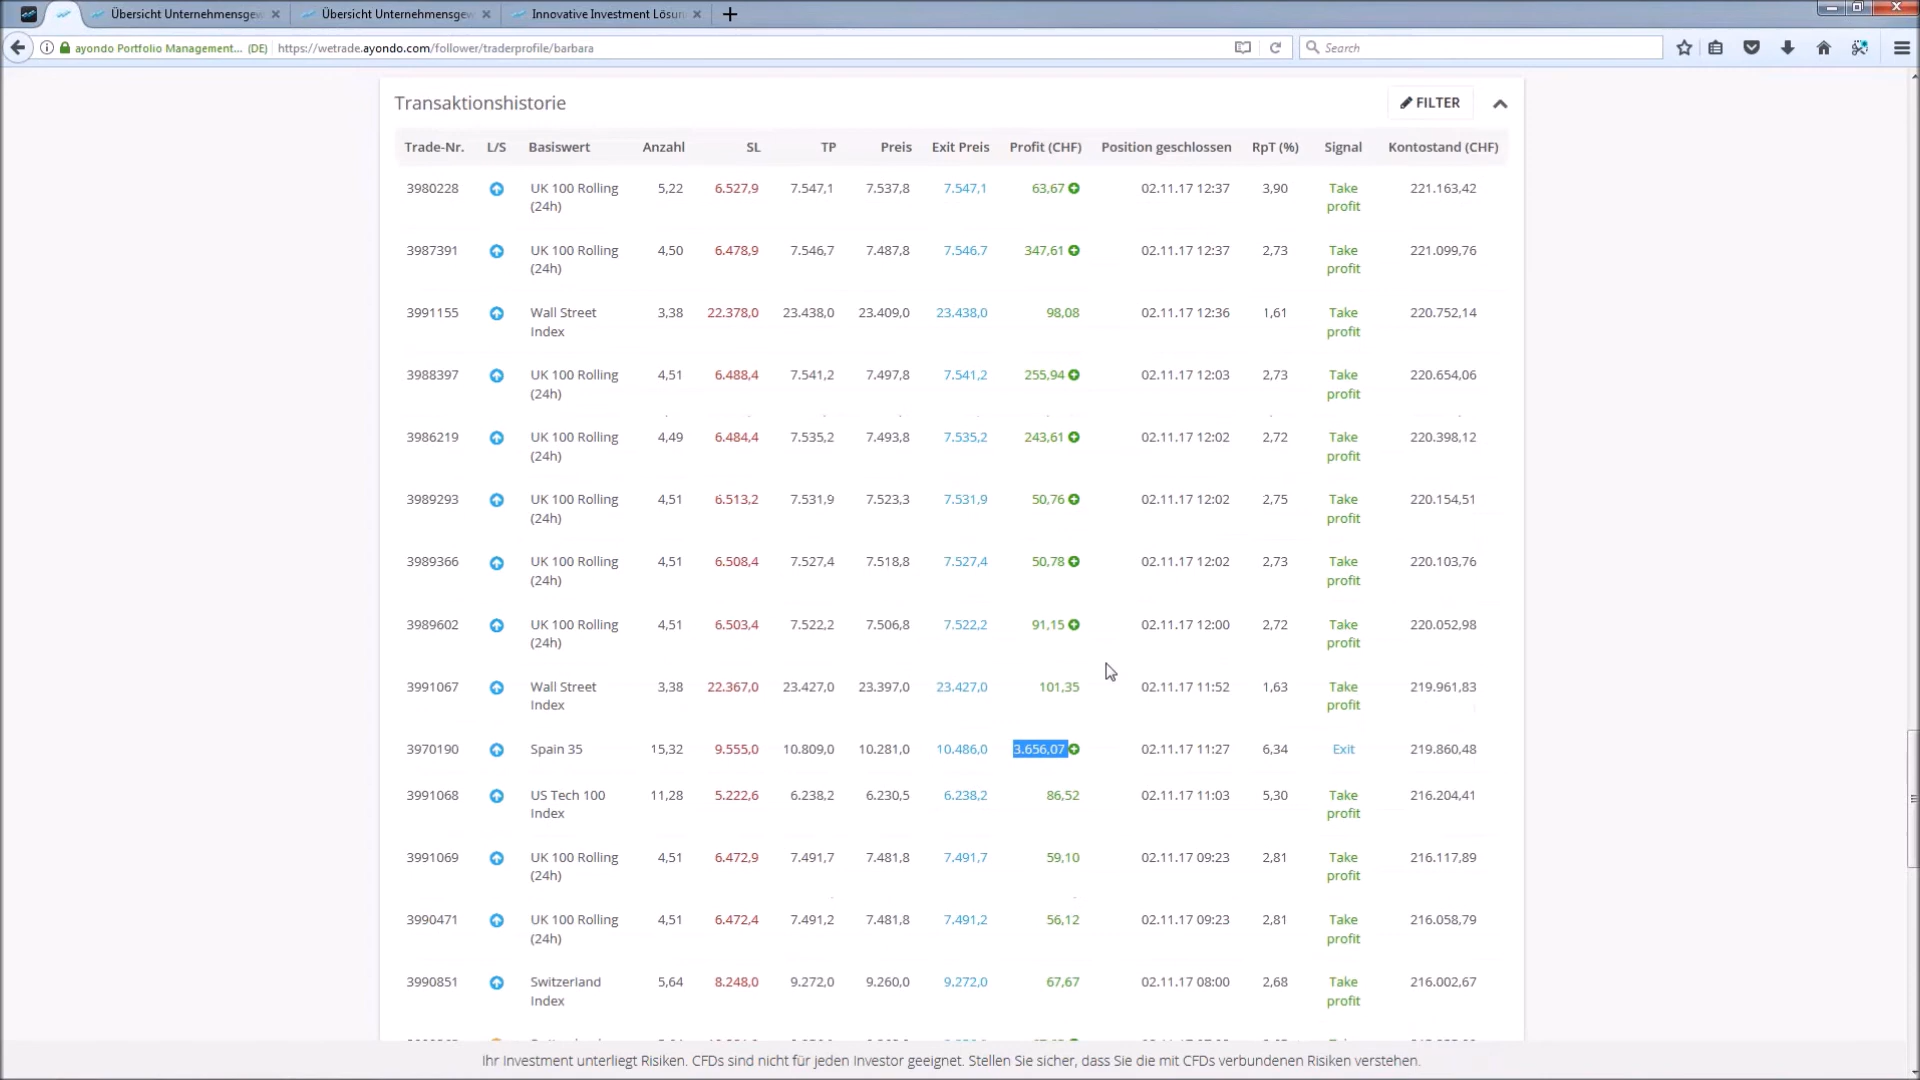 Übersicht Unternehmensgew
Übersicht Unternehmensgew
Innovative Investment Lösun
ayondo Portfolio Management... (DE)
https://wetrade.ayondo.com/follower/traderprofile/barbara
Search
Transaktionshistorie
FILTER
Trade-Nr. L/S Basiswert Anzahl SL TP Preis Exit Preis Profit (CHF) Position geschlossen RpT (%) Signal Kontostand (CHF)
3980228 UK 100 Rolling 5,22 6.527,9 7.547,1 7.537,8 7.547,1 63,67 02.11.17 12:37 3,90 Take 221.163,42
(24h) profit
3987391 UK 100 Rolling 4,50 6.478,9 7.546,7 7.487,8 7.546,7 347,61 02.11.17 12:37 2,73 Take 221.099,76
(24h) profit
3991155 Wall Street 3,38 22.378,0 23.438,0 23.409,0 23.438,0 98,08 02.11.17 12:36 1,61 Take 220.752,14
Index profit
3988397 UK 100 Rolling 4,51 6.488,4 7.541,2 7.497,8 7.541,2 255,94 02.11.17 12:03 2,73 Take 220.654,06
(24h) profit
3986219 UK 100 Rolling 4,49 6.484,4 7.535,2 7.493,8 7.535,2 243,61 02.11.17 12:02 2,72 Take 220.398,12
(24h) profit
3989293 UK 100 Rolling 4,51 6.513,2 7.531,9 7.523,3 7.531,9 50,76 02.11.17 12:02 2,75 Take 220.154,51
(24h) profit
3989366 UK 100 Rolling 4,51 6.508,4 7.527,4 7.518,8 7.527,4 50,78 02.11.17 12:02 2,73 Take 220.103,76
(24h) profit
3989602 UK 100 Rolling 4,51 6.503,4 7.522,2 7.506,8 7.522,2 91,15 02.11.17 12:00 2,72 Take 220.052,98
(24h) profit
3991067 Wall Street 3,38 22.367,0 23.427,0 23.397,0 23.427,0 101,35 02.11.17 11:52 1,63 Take 219.961,83
Index profit
3970190 Spain 35 15,32 9.555,0 10.809,0 10.281,0 10.486,0 3.656,07 02.11.17 11:27 6,34 Exit 219.860,48
3991068 US Tech 100 11,28 5.222,6 6.238,2 6.230,5 6.238,2 86,52 02.11.17 11:03 5,30 Take 216.204,41
Index profit
3991069 UK 100 Rolling 4,51 6.472,9 7.491,7 7.481,8 7.491,7 59,10 02.11.17 09:23 2,81 Take 216.117,89
(24h) profit
3990471 UK 100 Rolling 4,51 6.472,4 7.491,2 7.481,8 7.491,2 56,12 02.11.17 09:23 2,81 Take 216.058,79
(24h) profit
3990851 Switzerland 5,64 8.248,0 9.272,0 9.260,0 9.272,0 67,67 02.11.17 08:00 2,68 Take 216.002,67
Index profit
Ihr Investment unterliegt Risiken. CFDs sind nicht für jeden Investor geeignet. Stellen Sie sicher, dass Sie die mit CFDs verbundenen Risiken verstehen.